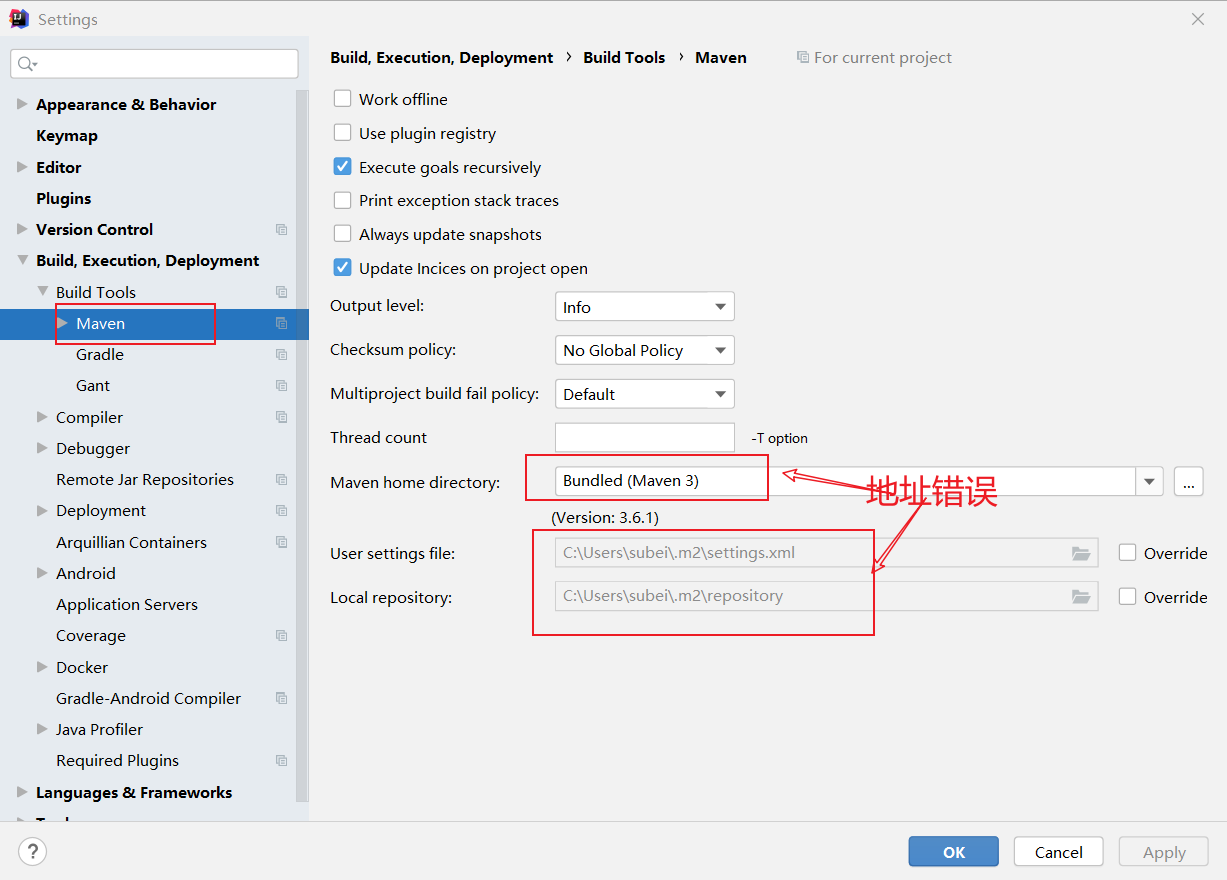 Settings
Appearance & Behavior
Keymap
Editor
Plugins
Version Control
Build, Execution, Deployment
Build Tools
Maven
Gradle
Gant
Compiler
Debugger
Remote Jar Repositories
Deployment
Arquillian Containers
Android
Application Servers
Coverage
Docker
Gradle-Android Compiler
Java Profiler
Required Plugins
Languages & Frameworks
Build, Execution, Deployment › Build Tools › Maven For current project
Work offline
Use plugin registry
Execute goals recursively
Print exception stack traces
Always update snapshots
Update Incices on project open
Output level: Info
Checksum policy: No Global Policy
Multiproject build fail policy: Default
Thread count -T option
Maven home directory: Bundled (Maven 3) ...
地址错误
(Version: 3.6.1)
User settings file: C:\Users\subei\.m2\settings.xml Override
Local repository: C:\Users\subei\.m2\repository Override
? OK Cancel Apply